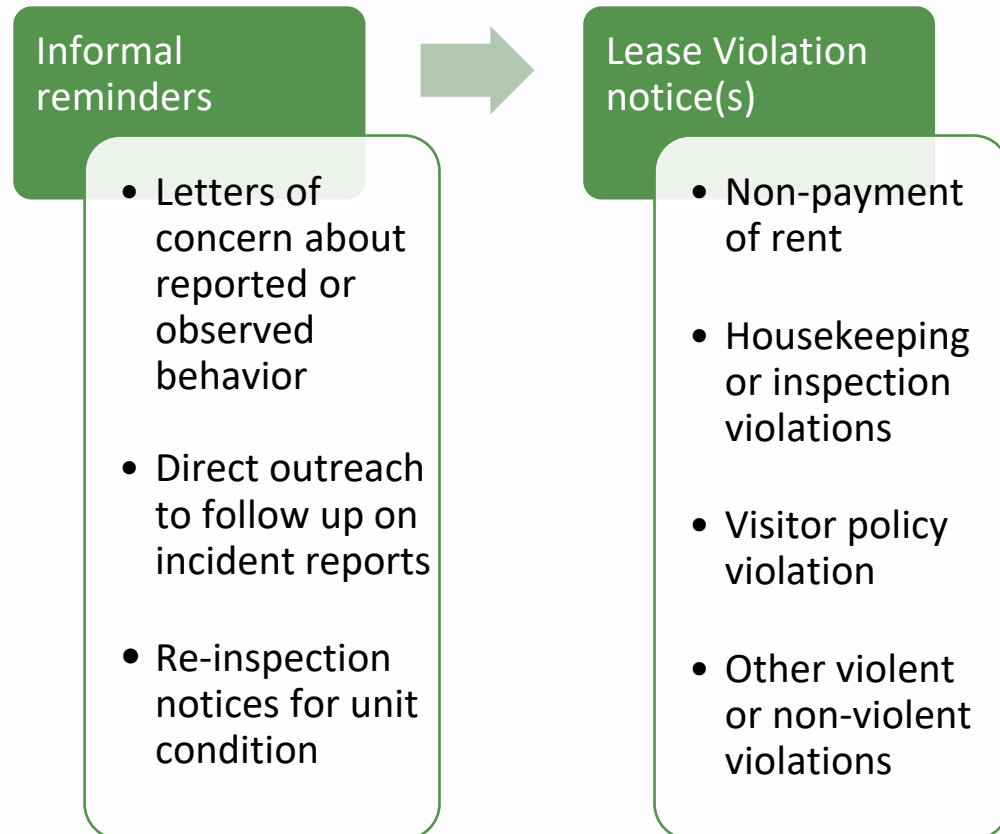 Informal
reminders
• Letters of
concern about
reported or
observed
behavior
• Direct outreach
to follow up on
incident reports
• Re-inspection
notices for unit
condition
Lease Violation
notice(s)
• Non-payment
of rent
• Housekeeping
or inspection
violations
• Visitor policy
violation
• Other violent
or non-violent
violations